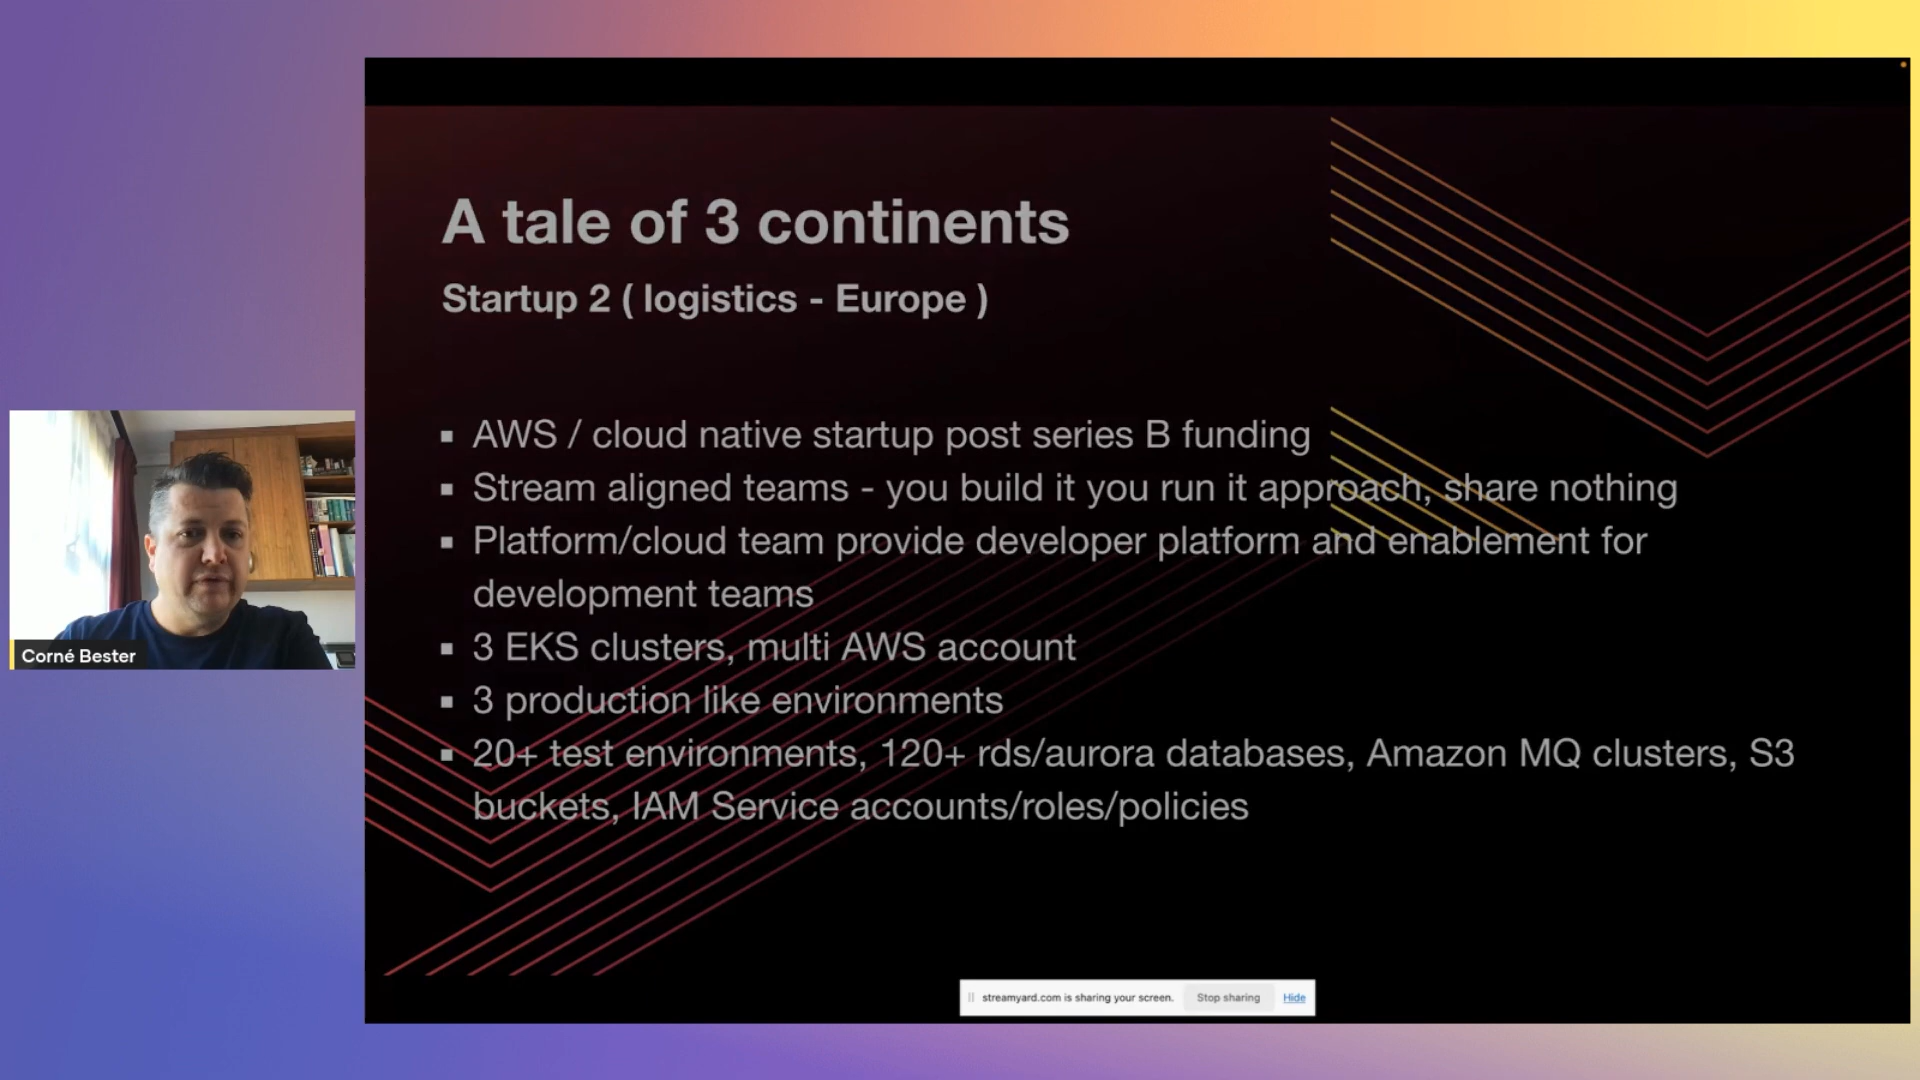 A tale of 3 continents
Startup 2 ( logistics - Europe )
▪ AWS / cloud native startup post series B funding
▪ Stream aligned teams - you build it you run it approach, share nothing
▪ Platform/cloud team provide developer platform and enablement for
development teams
▪ 3 EKS clusters, multi AWS account
▪ 3 production like environments
▪ 20+ test environments, 120+ rds/aurora databases, Amazon MQ clusters, S3
buckets, IAM Service accounts/roles/policies
Corné Bester
streamyard.com is sharing your screen. Stop sharing Hide